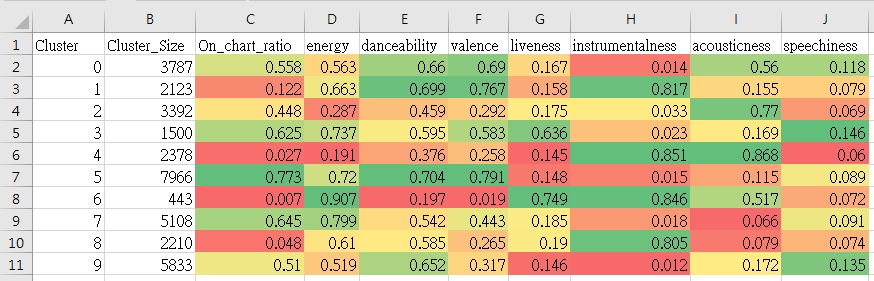 A B C D E F G H I J
1 Cluster Cluster_Size On_chart_ratio energy danceability valence liveness instrumentalness acousticness speechiness
2 0 3787 0.558 0.563 0.66 0.69 0.167 0.014 0.56 0.118
3 1 2123 0.122 0.663 0.699 0.767 0.158 0.817 0.155 0.079
4 2 3392 0.448 0.287 0.459 0.292 0.175 0.033 0.77 0.069
5 3 1500 0.625 0.737 0.595 0.583 0.636 0.023 0.169 0.146
6 4 2378 0.027 0.191 0.376 0.258 0.145 0.851 0.868 0.06
7 5 7966 0.773 0.72 0.704 0.791 0.148 0.015 0.115 0.089
8 6 443 0.007 0.907 0.197 0.019 0.749 0.846 0.517 0.072
9 7 5108 0.645 0.799 0.542 0.443 0.185 0.018 0.066 0.091
10 8 2210 0.048 0.61 0.585 0.265 0.19 0.805 0.079 0.074
11 9 5833 0.51 0.519 0.652 0.317 0.146 0.012 0.172 0.135